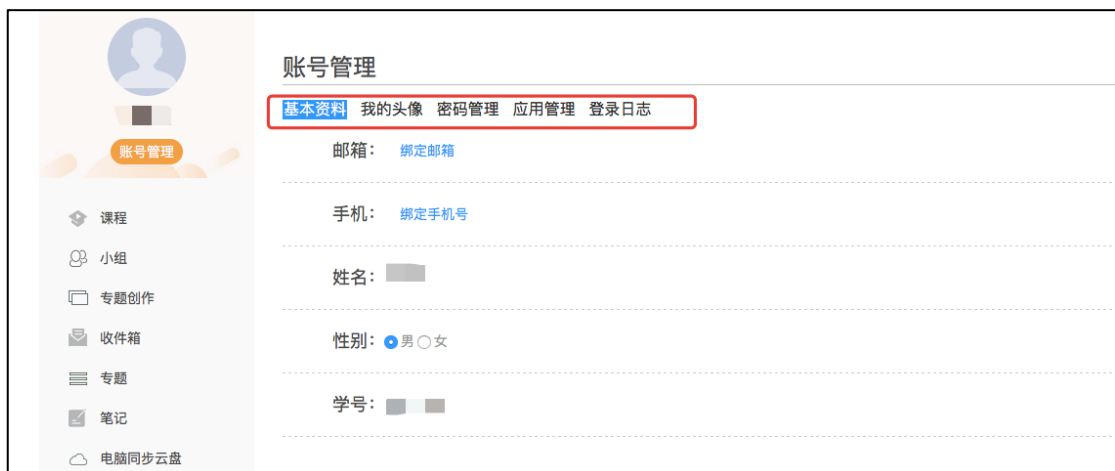 账号管理
课程
小组
专题创作
收件箱
专题
笔记
电脑同步云盘
账号管理
基本资料 我的头像 密码管理 应用管理 登录日志
邮箱： 绑定邮箱
手机： 绑定手机号
姓名：
性别： 男 女
学号：